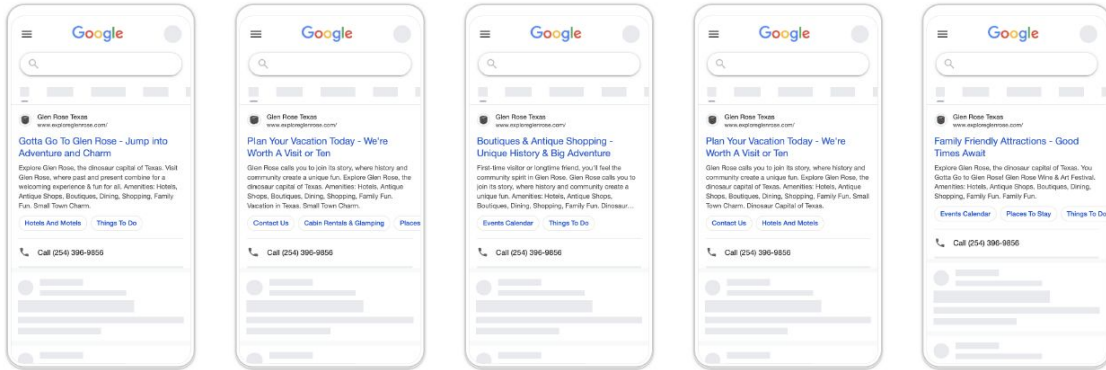 Google
Glen Rose Texas
www.exploreglenrose.com/
Gotta Go To Glen Rose - Jump into
Adventure and Charm
Explore Glen Rose, the dinosaur capital of Texas. Visit
Glen Rose, where past and present combine for a
welcoming experience & fun for all. Amenities: Hotels,
Antique Shops, Boutiques, Dining, Shopping, Family
Fun. Small Town Charm.
Hotels And Motels Things To Do
Call (254) 396-9856
Google
Glen Rose Texas
www.exploreglenrose.com/
Plan Your Vacation Today - We're
Worth A Visit or Ten
Glen Rose calls you to join its story, where history and
community create a unique fun. Explore Glen Rose, the
dinosaur capital of Texas. Amenities: Hotels, Antique
Shops, Boutiques, Dining, Shopping, Family Fun.
Vacation in Texas. Small Town Charm.
Contact Us Cabin Rentals & Glamping Places
Call (254) 396-9856
Google
Glen Rose Texas
www.exploreglenrose.com/
Boutiques & Antique Shopping -
Unique History & Big Adventure
First-time visitor or longtime friend, you'll feel the
community spirit in Glen Rose. Glen Rose calls you to
join its story, where history and community create a
unique fun. Amenities: Hotels, Antique Shops,
Boutiques, Dining, Shopping, Family Fun. Dinosaur...
Events Calendar Things To Do
Call (254) 396-9856
Google
Glen Rose Texas
www.exploreglenrose.com/
Plan Your Vacation Today - We're
Worth A Visit or Ten
Glen Rose calls you to join its story, where history and
community create a unique fun. Explore Glen Rose, the
dinosaur capital of Texas. Amenities: Hotels, Antique
Shops, Boutiques, Dining, Shopping, Family Fun. Small
Town Charm. Dinosaur Capital of Texas.
Contact Us Hotels And Motels
Call (254) 396-9856
Google
Glen Rose Texas
www.exploreglenrose.com/
Family Friendly Attractions - Good
Times Await
Explore Glen Rose, the dinosaur capital of Texas. You
Gotta Go to Glen Rose! Glen Rose Wine & Art Festival.
Amenities: Hotels, Antique Shops, Boutiques, Dining,
Shopping, Family Fun. Family Fun.
Events Calendar Places To Stay Things To Do
Call (254) 396-9856